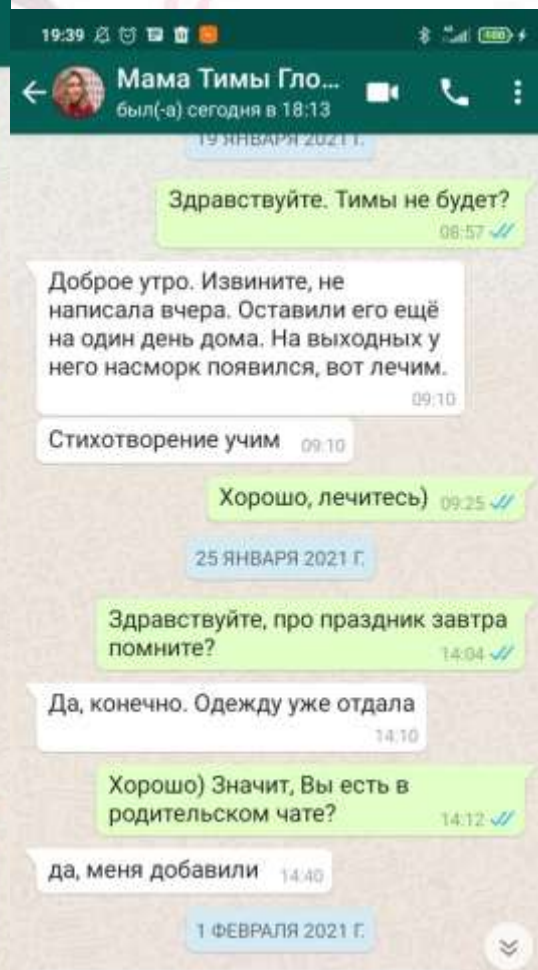 19:39
Мама Тимы Гло...
был(-а) сегодня в 18:13
19 ЯНВАРЯ 2021 Г.
Здравствуйте. Тимы не будет?
08:57
Доброе утро. Извините, не
написала вчера. Оставили его ещё
на один день дома. На выходных у
него насморк появился, вот лечим.
09:10
Стихотворение учим 09:10
Хорошо, лечитесь) 09:25
25 ЯНВАРЯ 2021 Г.
Здравствуйте, про праздник завтра
помните? 14:04
Да, конечно. Одежду уже отдала
14:10
Хорошо) Значит, Вы есть в
родительском чате? 14:12
да, меня добавили 14:40
1 ФЕВРАЛЯ 2021 Г.